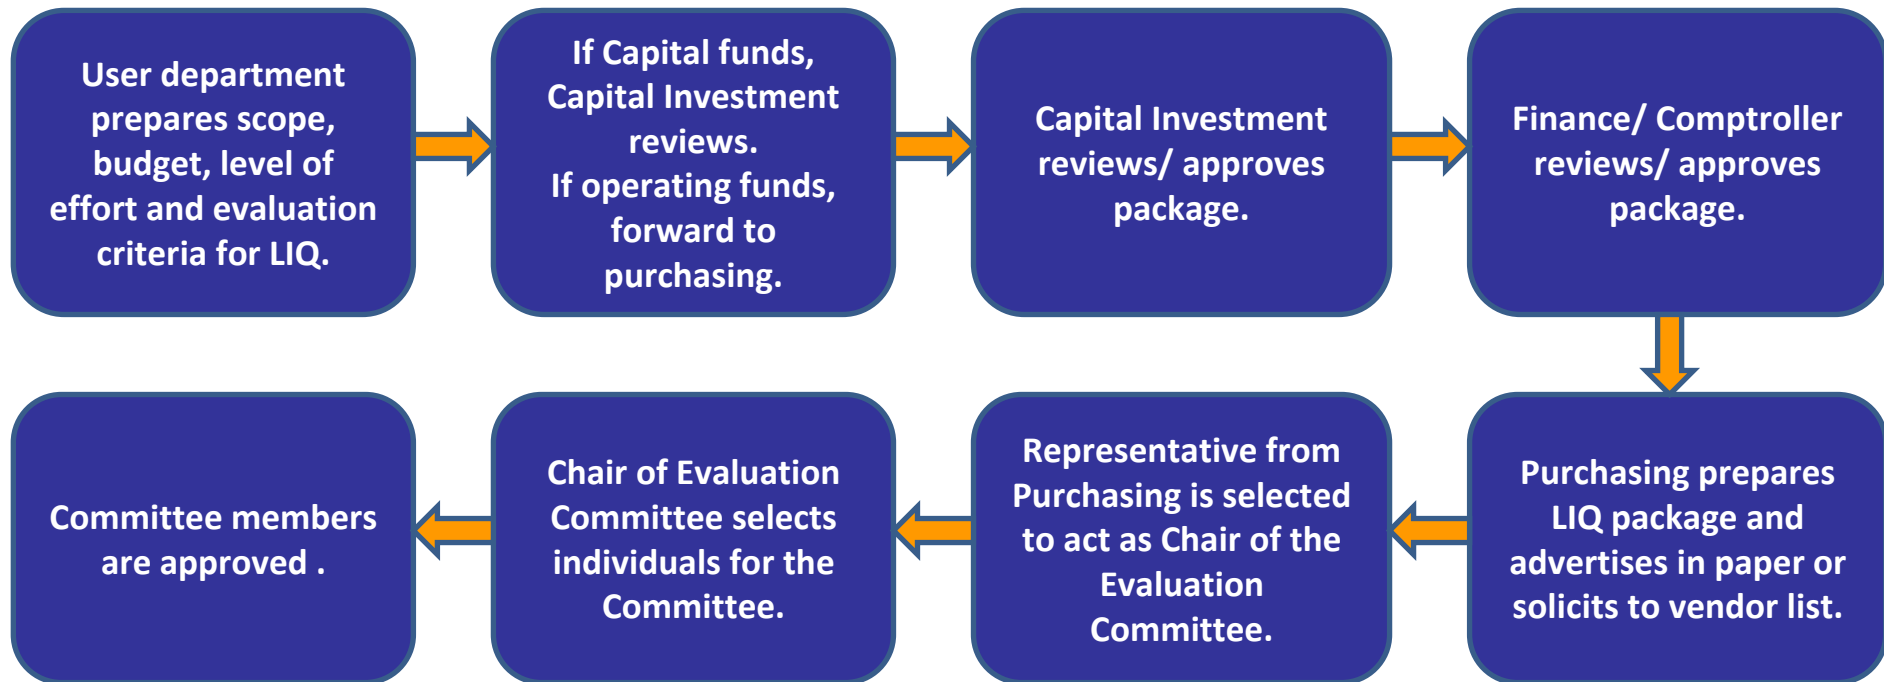 User department
prepares scope,
budget, level of
effort and evaluation
criteria for LIQ.
If Capital funds,
Capital Investment
reviews.
If operating funds,
forward to
purchasing.
Capital Investment
reviews/ approves
package.
Finance/ Comptroller
reviews/ approves
package.
Purchasing prepares
LIQ package and
advertises in paper or
solicits to vendor list.
Representative from
Purchasing is selected
to act as Chair of the
Evaluation
Committee.
Chair of Evaluation
Committee selects
individuals for the
Committee.
Committee members
are approved .